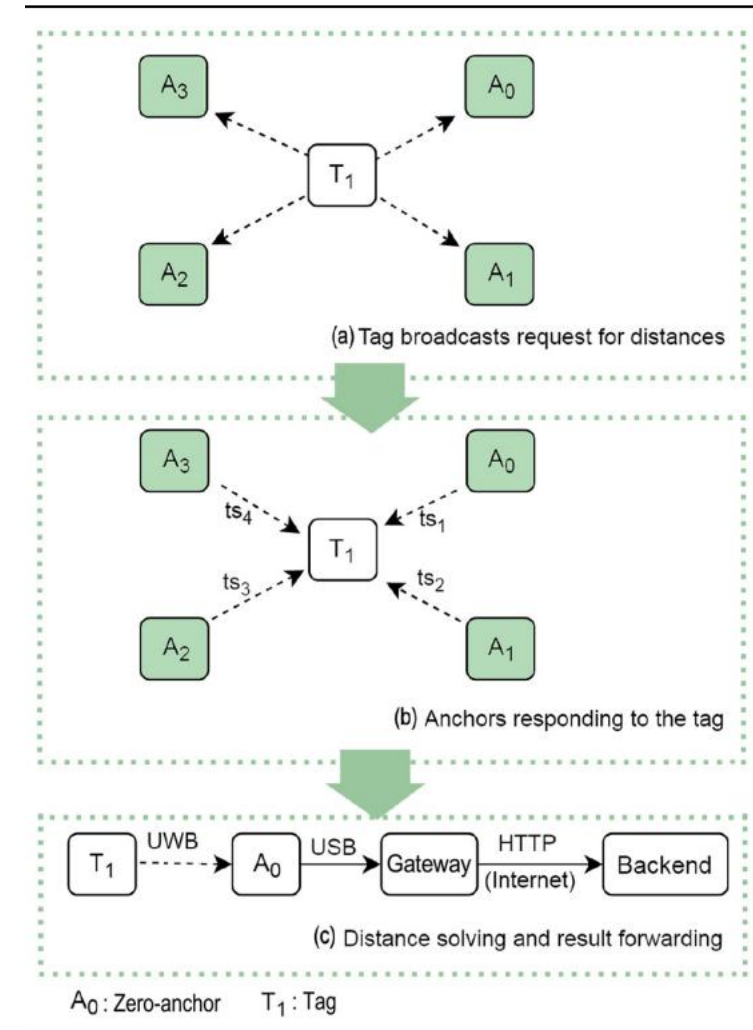 A3 A0
T1
A2 A1
(a) Tag broadcasts request for distances
A3 A0
ts4 ts1
T1
ts3 ts2
A2 A1
(b) Anchors responding to the tag
UWB USB HTTP
T1 A0 Gateway Backend
(Internet)
(c) Distance solving and result forwarding
A0 : Zero-anchor T1 : Tag